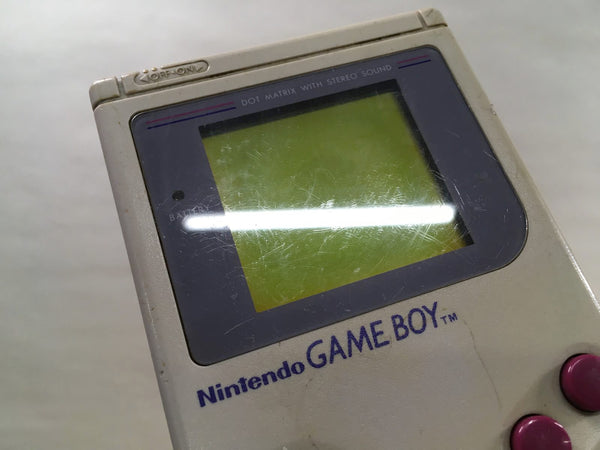 ◁OFF•ON▷
DOT MATRIX WITH STEREO SOUND
BATTERY
Nintendo GAME BOY™